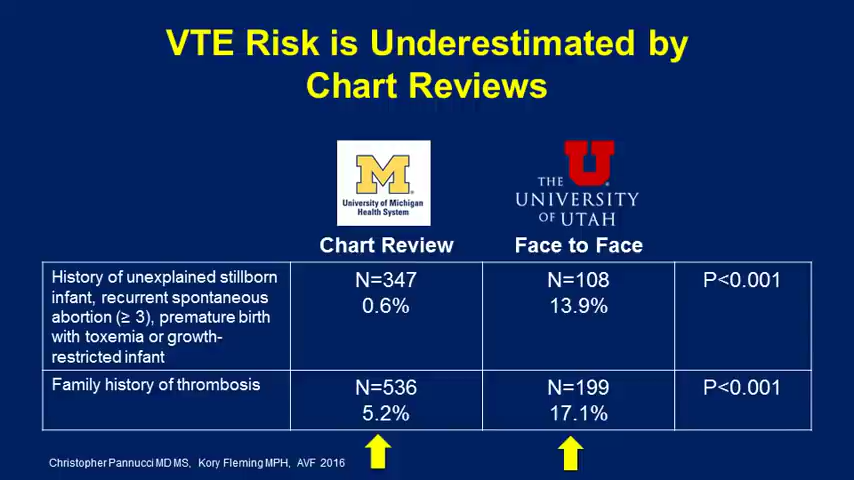 VTE Risk is Underestimated by
Chart Reviews
M
University of Michigan
Health System
U
THE
UNIVERSITY
OF UTAH
Chart Review
Face to Face
History of unexplained stillborn
infant, recurrent spontaneous
abortion (≥ 3), premature birth
with toxemia or growth-
restricted infant
N=347
0.6%
N=108
13.9%
P<0.001
Family history of thrombosis
N=536
5.2%
N=199
17.1%
P<0.001
Christopher Pannucci MD MS, Kory Fleming MPH, AVF 2016